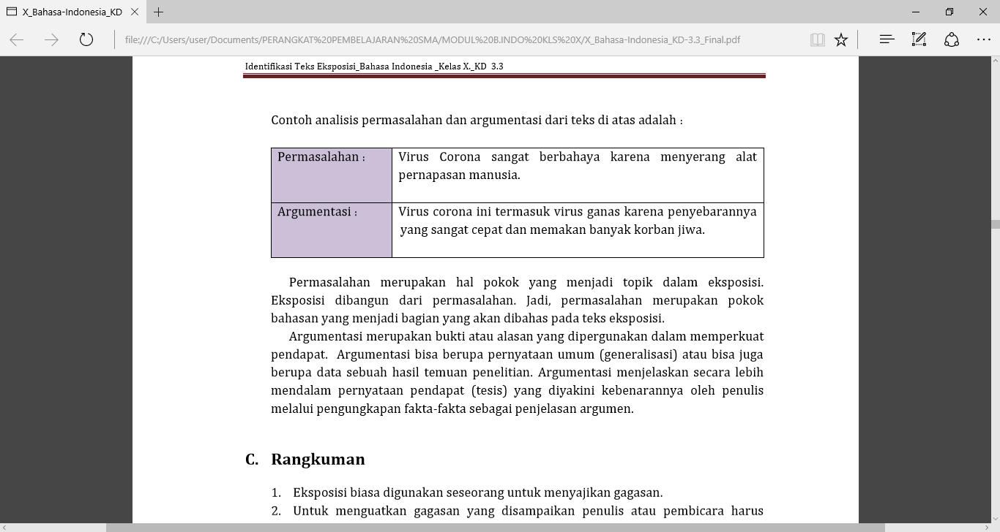 X_Bahasa-Indonesia_KD
file:///C:/Users/user/Documents/PERANGKAT%20PEMBELAJARAN%20SMA/MODUL%20B.INDO%20KLS%20X/X_Bahasa-Indonesia_KD-3.3_Final.pdf
Identifikasi Teks Eksposisi_Bahasa Indonesia _Kelas X._KD 3.3
Contoh analisis permasalahan dan argumentasi dari teks di atas adalah :
Permasalahan :
Virus Corona sangat berbahaya karena menyerang alat
pernapasan manusia.
Argumentasi :
Virus corona ini termasuk virus ganas karena penyebarannya
yang sangat cepat dan memakan banyak korban jiwa.
Permasalahan merupakan hal pokok yang menjadi topik dalam eksposisi.
Eksposisi dibangun dari permasalahan. Jadi, permasalahan merupakan pokok
bahasan yang menjadi bagian yang akan dibahas pada teks eksposisi.
Argumentasi merupakan bukti atau alasan yang dipergunakan dalam memperkuat
pendapat. Argumentasi bisa berupa pernyataan umum (generalisasi) atau bisa juga
berupa data sebuah hasil temuan penelitian. Argumentasi menjelaskan secara lebih
mendalam pernyataan pendapat (tesis) yang diyakini kebenarannya oleh penulis
melalui pengungkapan fakta-fakta sebagai penjelasan argumen.
C. Rangkuman
1. Eksposisi biasa digunakan seseorang untuk menyajikan gagasan.
2. Untuk menguatkan gagasan yang disampaikan penulis atau pembicara harus